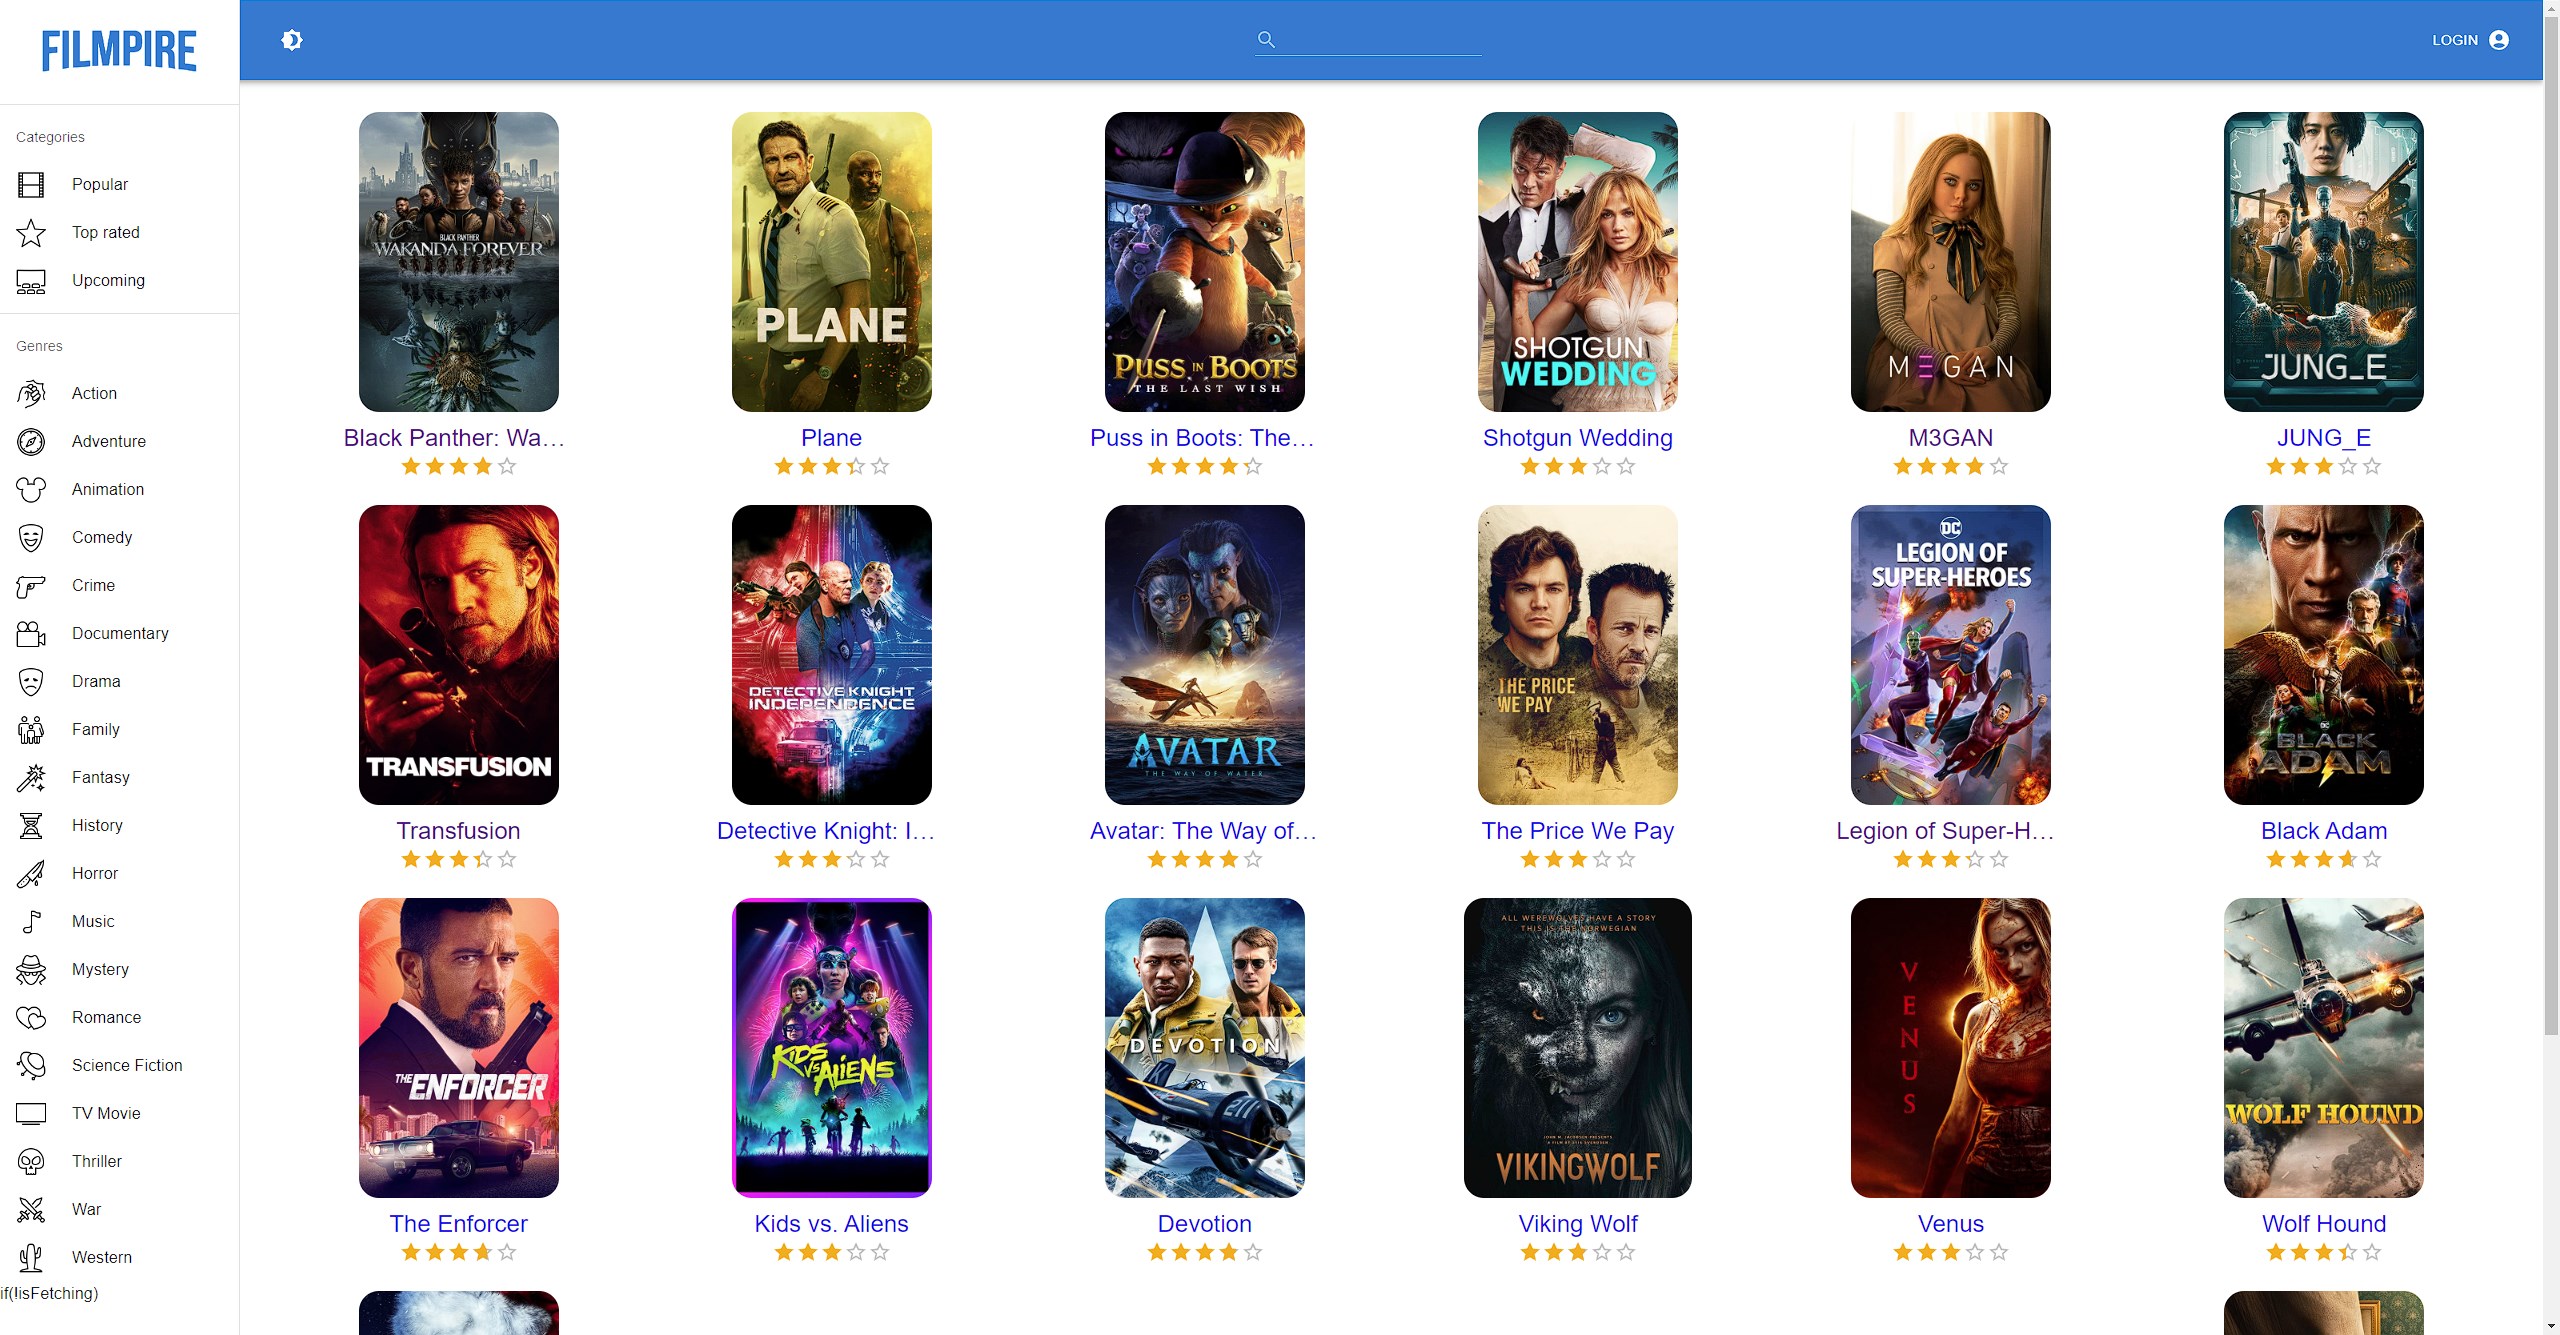 FILMPIRE
LOGIN
Categories
Popular
Top rated
Upcoming
Genres
Action
Adventure
Animation
Comedy
Crime
Documentary
Drama
Family
Fantasy
History
Horror
Music
Mystery
Romance
Science Fiction
TV Movie
Thriller
War
Western
if(!isFetching)
BLACK PANTHER
WAKANDA FOREVER
PLANE
PUSS IN BOOTS
THE LAST WISH
SHOTGUN
WEDDING
M3GAN
JUNG_E
Black Panther: Wa...
Plane
Puss in Boots: The...
Shotgun Wedding
M3GAN
JUNG_E
TRANSFUSION
DETECTIVE KNIGHT
INDEPENDENCE
AVATAR
THE WAY OF WATER
THE PRICE
WE PAY
DC
LEGION OF
SUPER-HEROES
DC
BLACK
ADAM
Transfusion
Detective Knight: I...
Avatar: The Way of...
The Price We Pay
Legion of Super-H...
Black Adam
THE
ENFORCER
KIDS
VS ALIENS
DEVOTION
ALL WEREWOLVES HAVE A STORY
THIS IS THE NORWEGIAN
VIKINGWOLF
VENUS
WOLF HOUND
The Enforcer
Kids vs. Aliens
Devotion
Viking Wolf
Venus
Wolf Hound